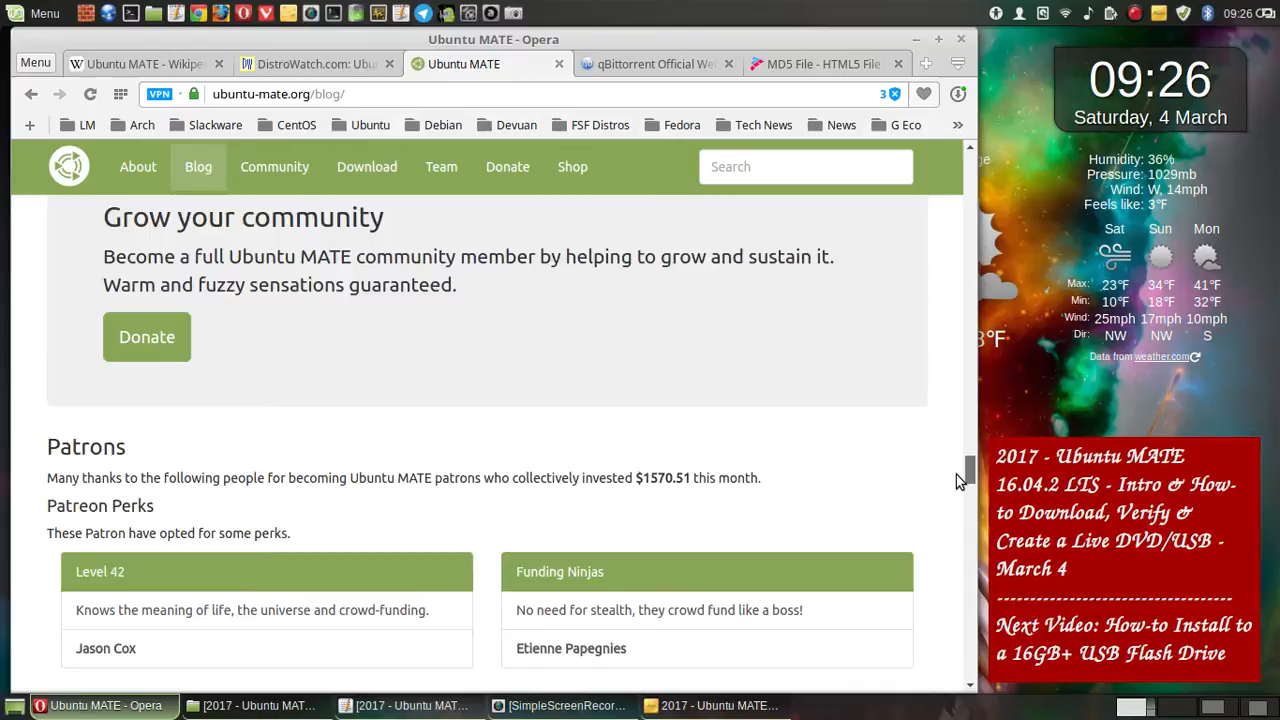 Menu
09:26
Ubuntu MATE - Opera
Menu
Ubuntu MATE - Wikipe
DistroWatch.com: Ubu
Ubuntu MATE
qBittorrent Official We
MD5 File - HTML5 File
VPN
ubuntu-mate.org/blog/
3
LM
Arch
Slackware
CentOS
Ubuntu
Debian
Devuan
FSF Distros
Fedora
Tech News
News
G Eco
»
About
Blog
Community
Download
Team
Donate
Shop
Search
Grow your community
Become a full Ubuntu MATE community member by helping to grow and sustain it.
Warm and fuzzy sensations guaranteed.
Donate
Patrons
Many thanks to the following people for becoming Ubuntu MATE patrons who collectively invested $1570.51 this month.
Patreon Perks
These Patron have opted for some perks.
Level 42
Knows the meaning of life, the universe and crowd-funding.
Jason Cox
Funding Ninjas
No need for stealth, they crowd fund like a boss!
Etienne Papegnies
09:26
Saturday, 4 March
Humidity: 36%
Pressure: 1029mb
Wind: W, 14mph
Feels like: 3°F
Sat Sun Mon
Max: 23°F 34°F 41°F
Min: 10°F 18°F 32°F
Wind: 25mph 17mph 10mph
Dir: NW NW S
Data from weather.com
2017 - Ubuntu MATE
16.04.2 LTS - Intro & How-
to Download, Verify &
Create a Live DVD/USB -
March 4
----------------------------------
Next Video: How-to Install to
a 16GB+ USB Flash Drive
Ubuntu MATE - Opera
[2017 - Ubuntu MAT...
[2017 - Ubuntu MAT...
[SimpleScreenRecor...
2017 - Ubuntu MATE...